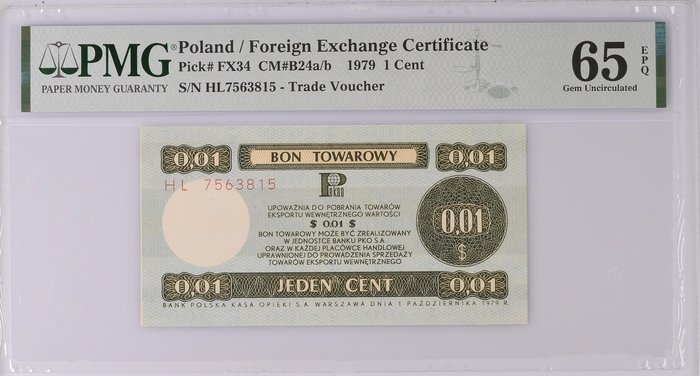 PMG
PAPER MONEY GUARANTY
Poland / Foreign Exchange Certificate
Pick# FX34 CM#B24a/b 1979 1 Cent
S/N HL7563815 - Trade Voucher
65 EPQ
Gem Uncirculated
0,01 BON TOWAROWY 0,01
HL 7563815
Pekao
UPOWAŻNIA DO POBRANIA TOWARÓW
EKSPORTU WEWNĘTRZNEGO WARTOŚCI
$ 0.01 $
BON TOWAROWY MOŻE BYĆ ZREALIZOWANY
W JEDNOSTCE BANKU PKO S.A.
ORAZ W KAŻDEJ PLACÓWCE HANDLOWEJ
UPRAWNIONEJ DO PROWADZENIA SPRZEDAŻY
TOWARÓW EKSPORTU WEWNĘTRZNEGO
0,01
$
0,01 JEDEN CENT 0,01
BANK POLSKA KASA OPIEKI S.A. WARSZAWA DNIA 1 PAŹDZIERNIKA 1979 R.